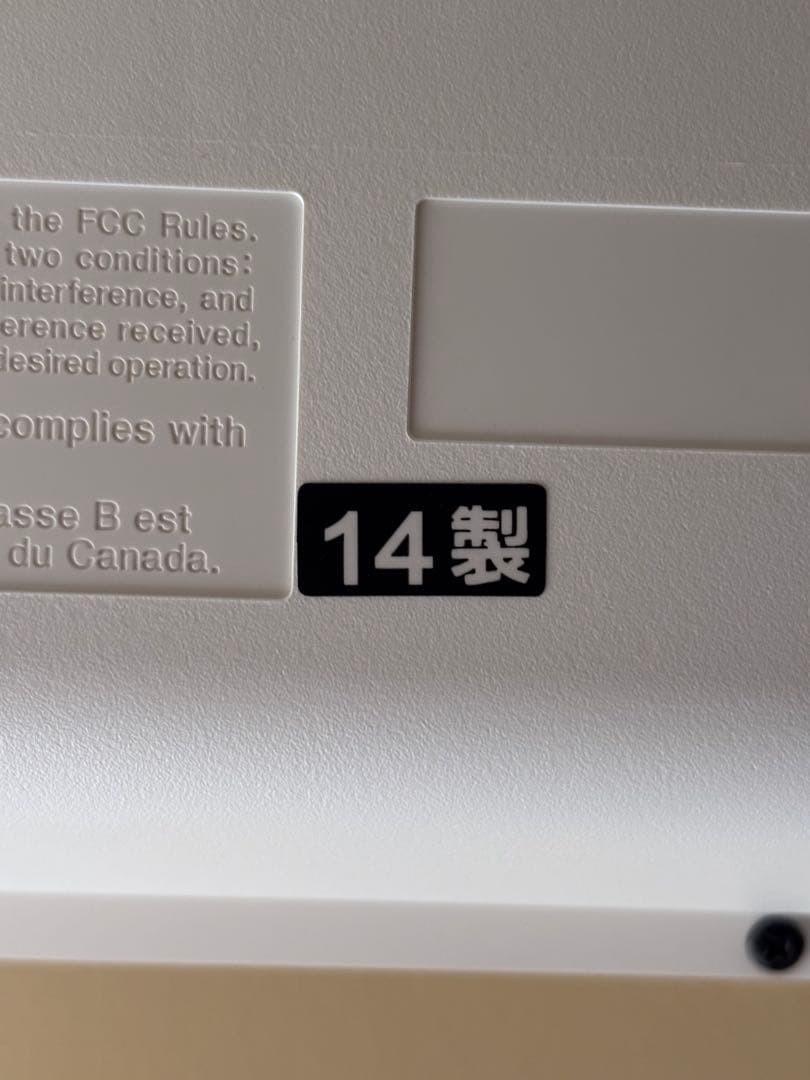 the FCC Rules.
two conditions:
interference, and
erence received,
desired operation.
complies with
asse B est
du Canada.
14製